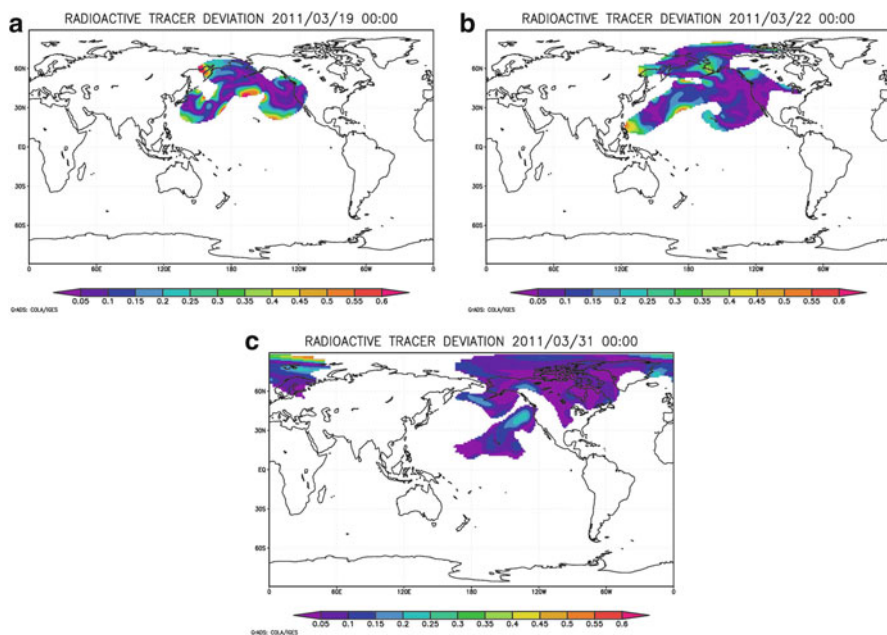 a
RADIOACTIVE TRACER DEVIATION 2011/03/19 00:00
60N
30N
EQ
30S
60S
0 60E 120E 180 120W 60W 0
0.05 0.1 0.15 0.2 0.25 0.3 0.35 0.4 0.45 0.5 0.55 0.6
GrADS: COLA/IGES
b
RADIOACTIVE TRACER DEVIATION 2011/03/22 00:00
60N
30N
EQ
30S
60S
0 60E 120E 180 120W 60W
0.05 0.1 0.15 0.2 0.25 0.3 0.35 0.4 0.45 0.5 0.55 0.6
GrADS: COLA/IGES
c
RADIOACTIVE TRACER DEVIATION 2011/03/31 00:00
60N
30N
EQ
30S
60S
0 60E 120E 180 120W 60W 0
0.05 0.1 0.15 0.2 0.25 0.3 0.35 0.4 0.45 0.5 0.55 0.6
GrADS: COLA/IGES